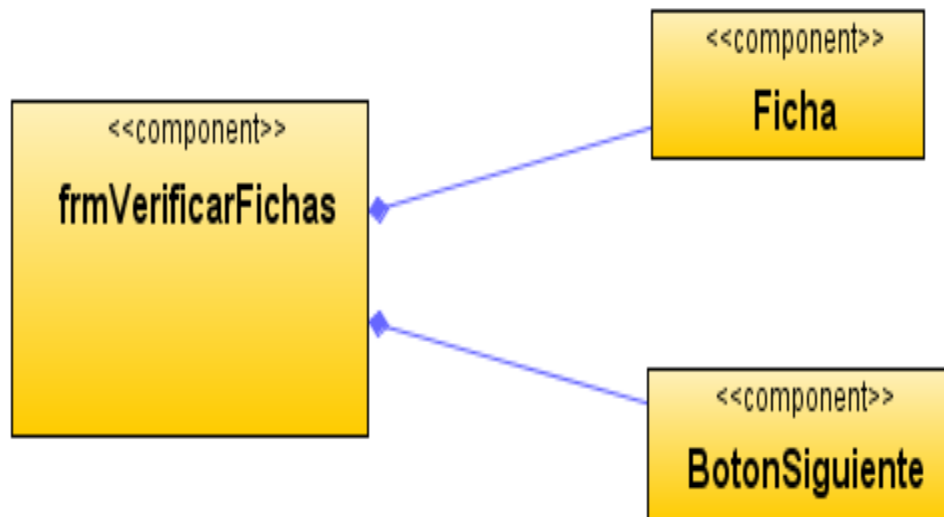 <<component>>
frmVerificarFichas
<<component>>
Ficha
<<component>>
BotonSiguiente